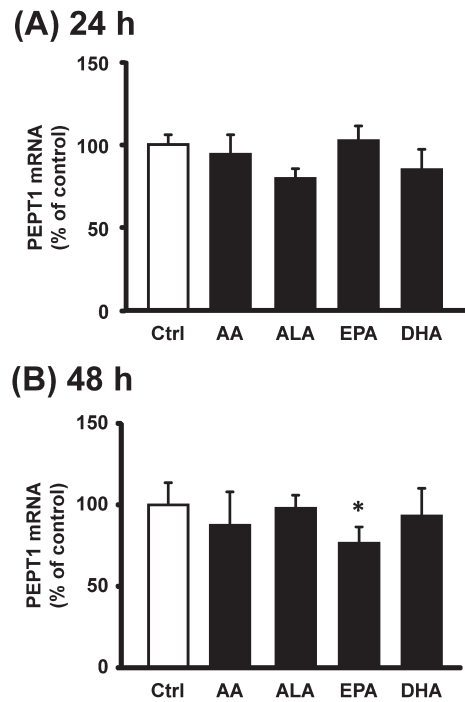 (A) 24 h
PEPT1 mRNA
(% of control)
150
100
50
0
Ctrl AA ALA EPA DHA
(B) 48 h
PEPT1 mRNA
(% of control)
150
100
50
0
*
Ctrl AA ALA EPA DHA